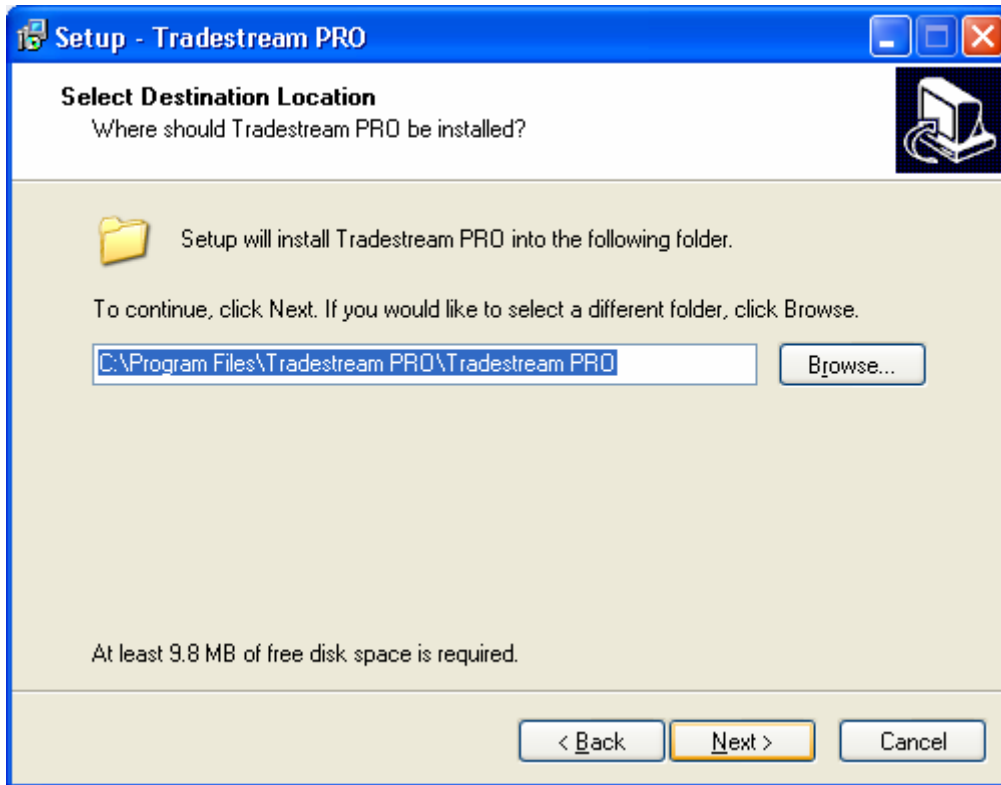 Setup - Tradestream PRO
Select Destination Location
Where should Tradestream PRO be installed?
Setup will install Tradestream PRO into the following folder.
To continue, click Next. If you would like to select a different folder, click Browse.
C:\Program Files\Tradestream PRO\Tradestream PRO
Browse...
At least 9.8 MB of free disk space is required.
< Back
Next >
Cancel